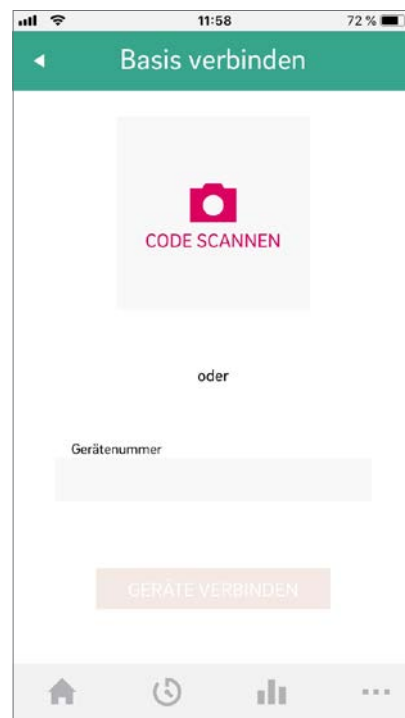 11:58
72 %
Basis verbinden
CODE SCANNEN
oder
Gerätenummer
GERÄTE VERBINDEN